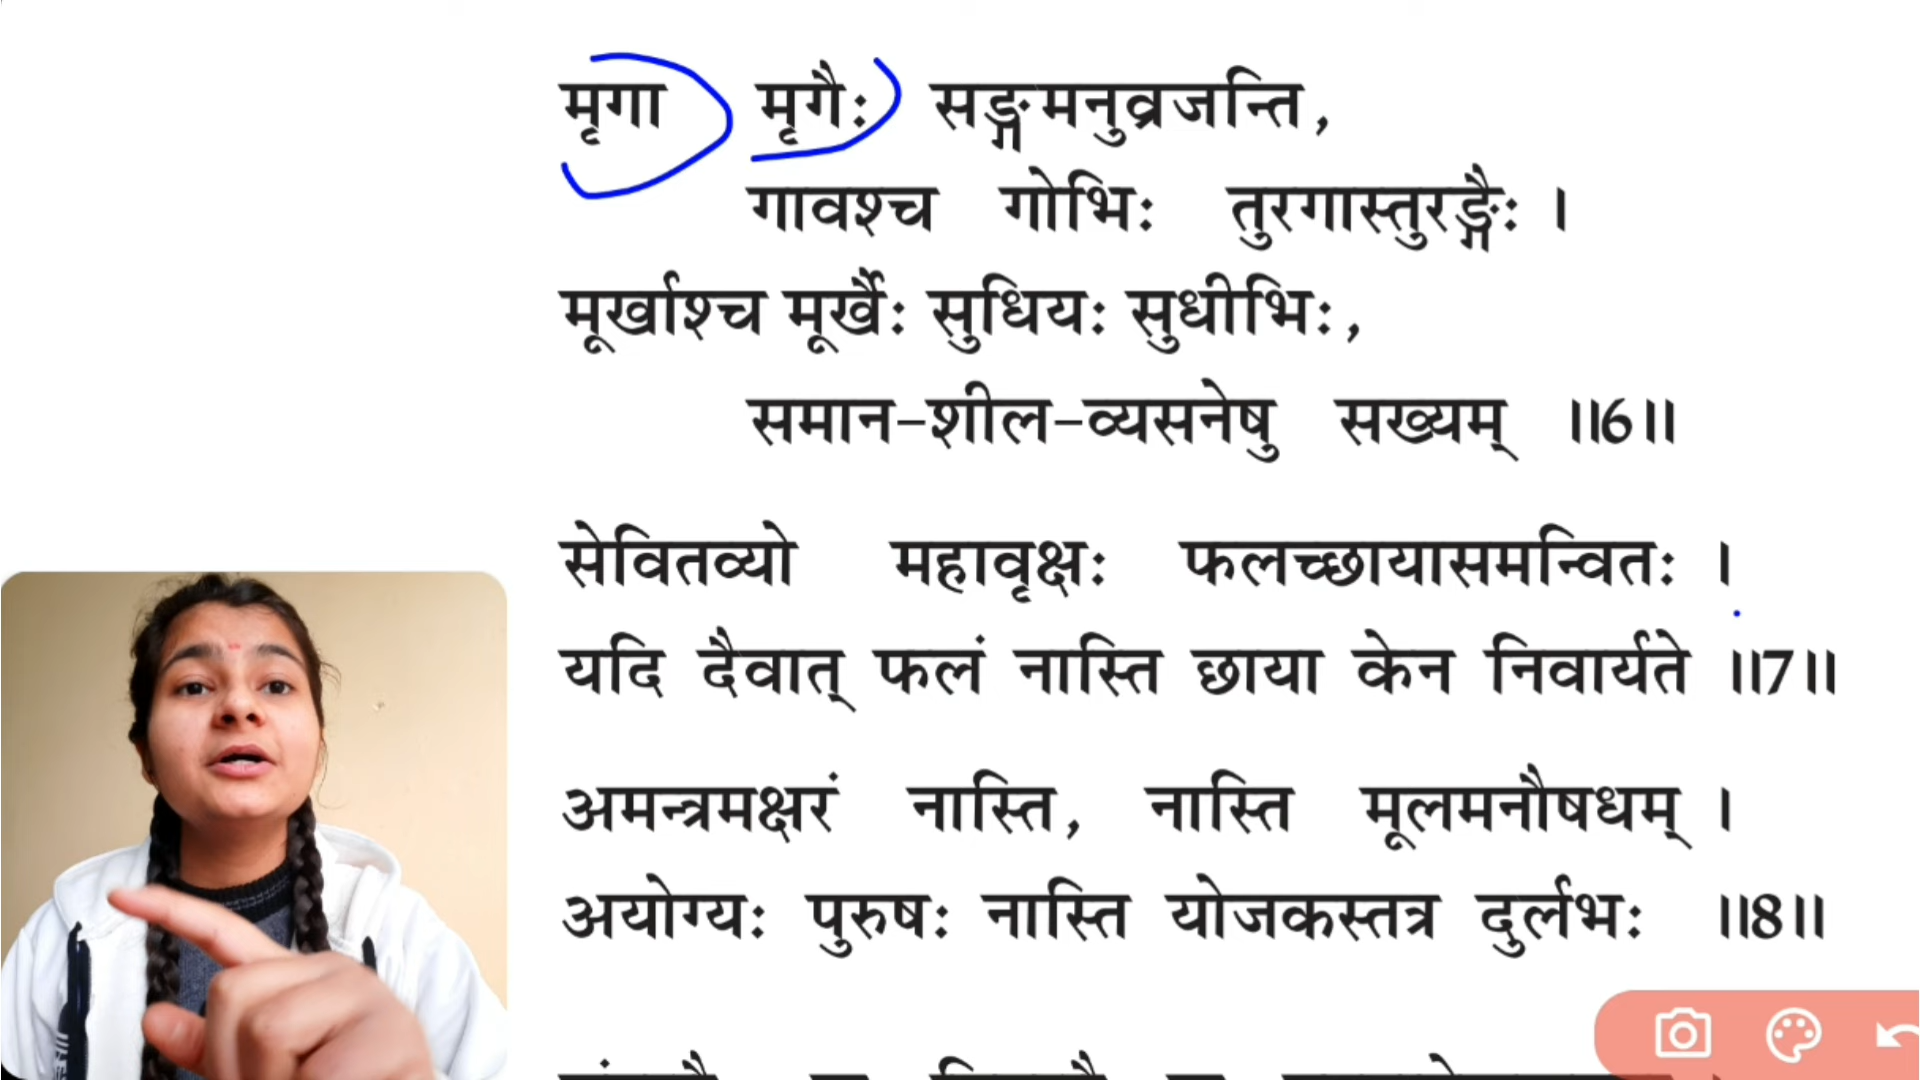 मृगा मृगैः सङ्गमनुव्रजन्ति,
गावश्च गोभिः तुरगास्तुरङ्गैः ।
मूर्खाश्च मूर्खैः सुधियः सुधीभिः,
समान-शील-व्यसनेषु सख्यम् ॥6॥
सेवितव्यो महावृक्षः फलच्छायासमन्वितः ।
यदि दैवात् फलं नास्ति छाया केन निवार्यते ॥7॥
अमन्त्रमक्षरं नास्ति, नास्ति मूलमनौषधम् ।
अयोग्यः पुरुषः नास्ति योजकस्तत्र दुर्लभः ॥8॥